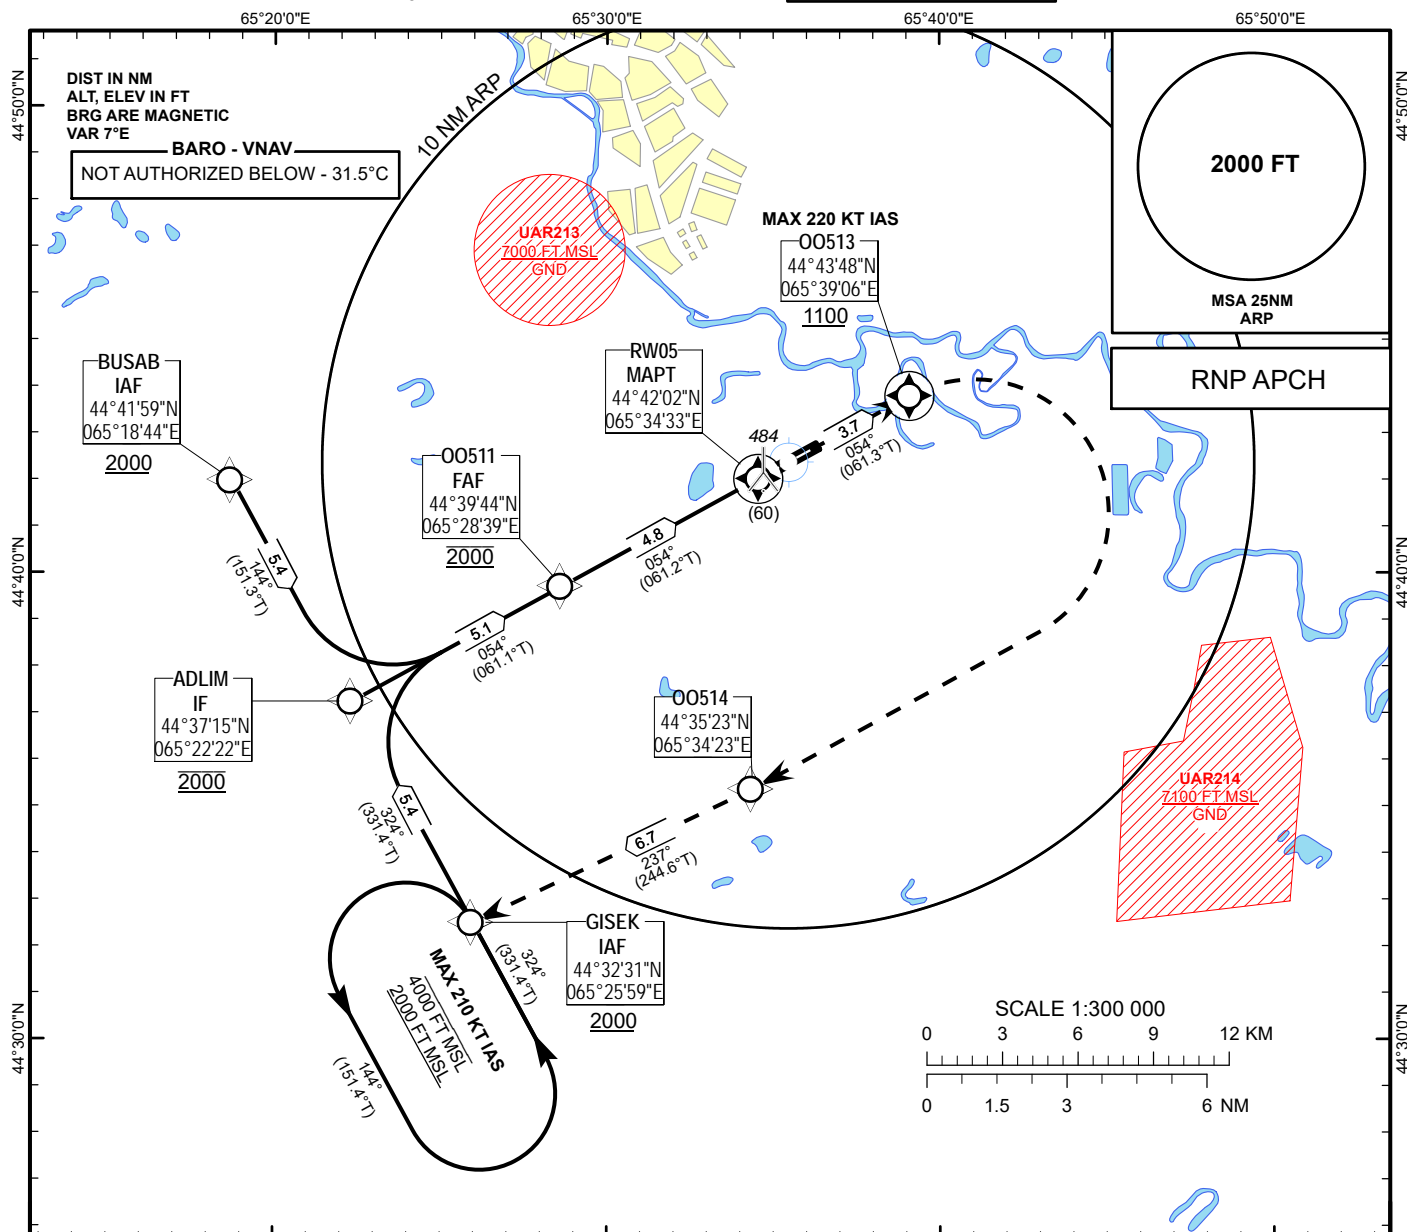 65°20'0"E
65°30'0"E
65°40'0"E
65°50'0"E
44°50'0"N
44°50'0"N
DIST IN NM
ALT, ELEV IN FT
BRG ARE MAGNETIC
VAR 7°E
BARO - VNAV
NOT AUTHORIZED BELOW - 31.5°C
10 NM ARP
2000 FT
MSA 25NM
ARP
RNP APCH
UAR213
7000 FT MSL
GND
MAX 220 KT IAS
OO513
44°43'48"N
065°39'06"E
1100
RW05
MAPT
44°42'02"N
065°34'33"E
484
(60)
3.7
054°
(061.3°T)
BUSAB
IAF
44°41'59"N
065°18'44"E
2000
OO511
FAF
44°39'44"N
065°28'39"E
2000
4.8
054°
(061.2°T)
5.4
144°
(151.3°T)
44°40'0"N
44°40'0"N
5.1
054°
(061.1°T)
ADLIM
IF
44°37'15"N
065°22'22"E
2000
OO514
44°35'23"N
065°34'23"E
UAR214
7100 FT MSL
GND
5.4
324°
(331.4°T)
6.7
237°
(244.6°T)
GISEK
IAF
44°32'31"N
065°25'59"E
2000
324°
(331.4°T)
MAX 210 KT IAS
4000 FT MSL
2000 FT MSL
144°
(151.4°T)
44°30'0"N
44°30'0"N
SCALE 1:300 000
0 3 6 9 12 KM
0 1.5 3 6 NM